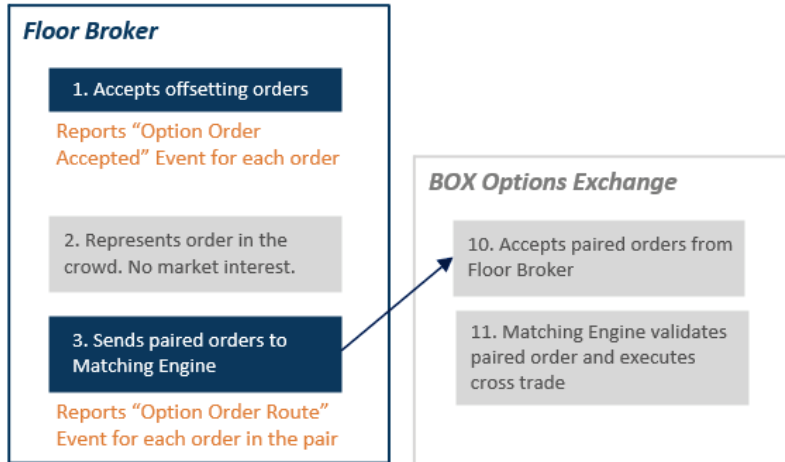 Floor Broker
1. Accepts offsetting orders
Reports “Option Order
Accepted” Event for each order
2. Represents order in the
crowd. No market interest.
3. Sends paired orders to
Matching Engine
Reports “Option Order Route”
Event for each order in the pair
BOX Options Exchange
10. Accepts paired orders from
Floor Broker
11. Matching Engine validates
paired order and executes
cross trade